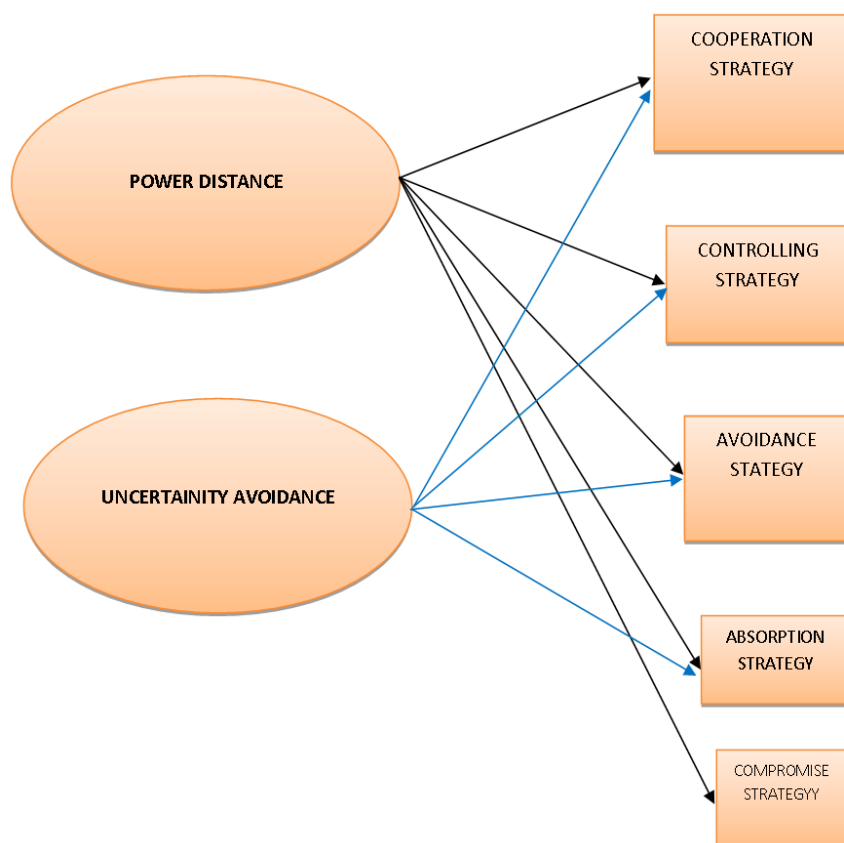 COOPERATION
STRATEGY
POWER DISTANCE
CONTROLLING
STRATEGY
AVOIDANCE
STATEGY
UNCERTAINITY AVOIDANCE
ABSORPTION
STRATEGY
COMPROMISE
STRATEGYY